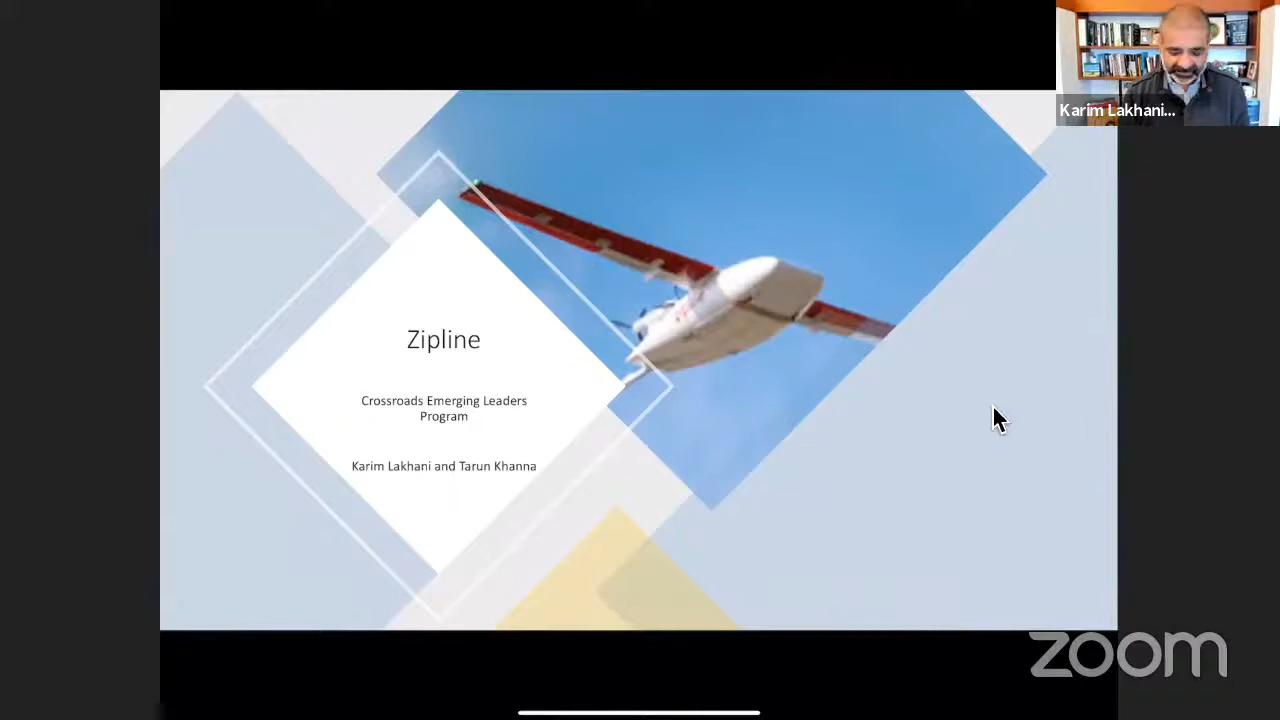 Karim Lakhani...
Zipline
Crossroads Emerging Leaders
Program
Karim Lakhani and Tarun Khanna
zoom